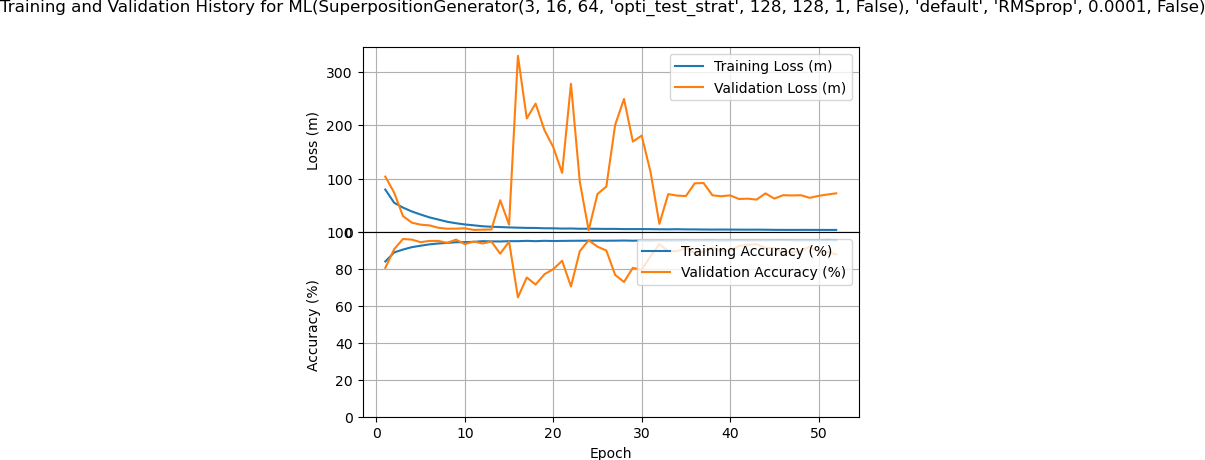 Training and Validation History for ML(SuperpositionGenerator(3, 16, 64, 'opti_test_strat', 128, 128, 1, False), 'default', 'RMSprop', 0.0001, False)
Training Loss (m)
Validation Loss (m)
300
200
100
0
Loss (m)
Training Accuracy (%)
Validation Accuracy (%)
100
80
60
40
20
0
Accuracy (%)
0 10 20 30 40 50
Epoch